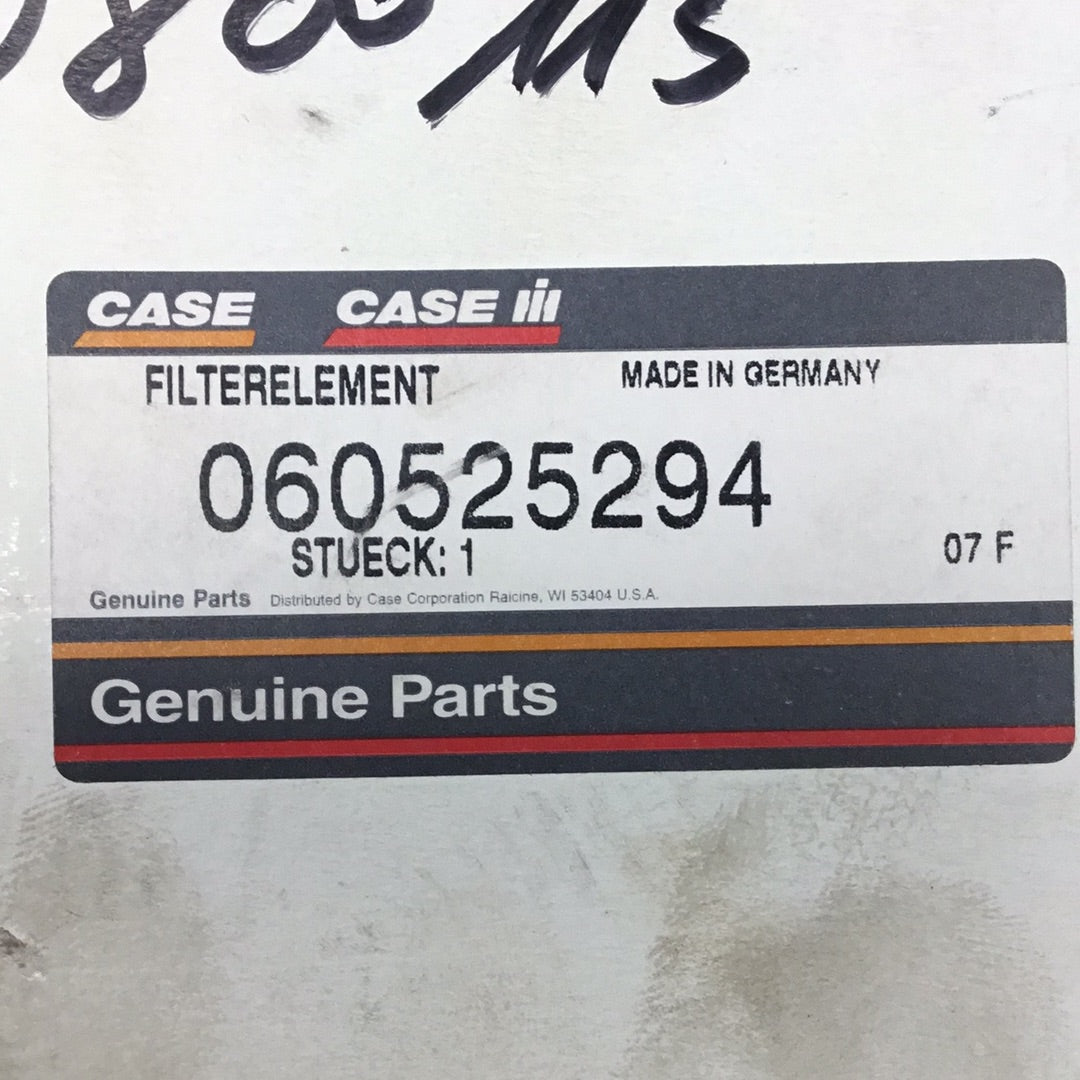 CASE CASE III
FILTERELEMENT MADE IN GERMANY
060525294
STUECK: 1
07 F
Genuine Parts Distributed by Case Corporation Raicine, WI 53404 U.S.A.
Genuine Parts